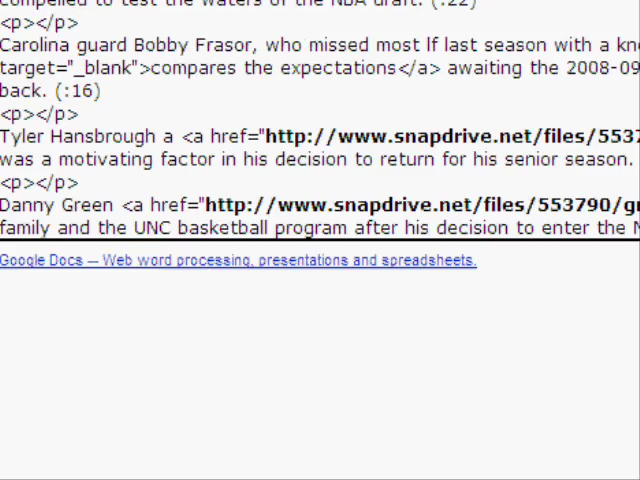 compelled to test the waters of the NBA draft. (:22)
<p></p>
Carolina guard Bobby Frasor, who missed most lf last season with a kn
target="_blank">compares the expectations</a> awaiting the 2008-09
back. (:16)
<p></p>
Tyler Hansbrough a <a href="http://www.snapdrive.net/files/5537
was a motivating factor in his decision to return for his senior season.
<p></p>
Danny Green <a href="http://www.snapdrive.net/files/553790/gr
family and the UNC basketball program after his decision to enter the N
Google Docs -- Web word processing, presentations and spreadsheets.